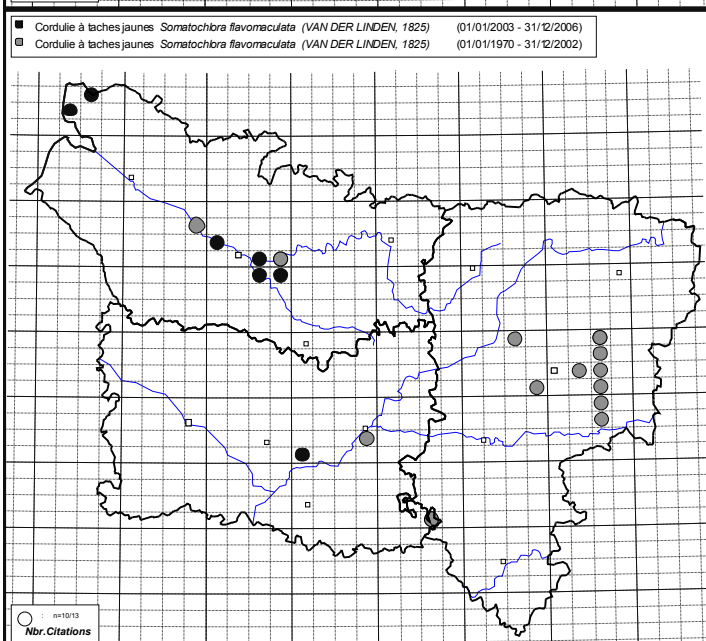 Cordulie à taches jaunes Somatochlora flavomaculata (VAN DER LINDEN, 1825) (01/01/2003 - 31/12/2006)
Cordulie à taches jaunes Somatochlora flavomaculata (VAN DER LINDEN, 1825) (01/01/1970 - 31/12/2002)
: n=10/13
Nbr.Citations